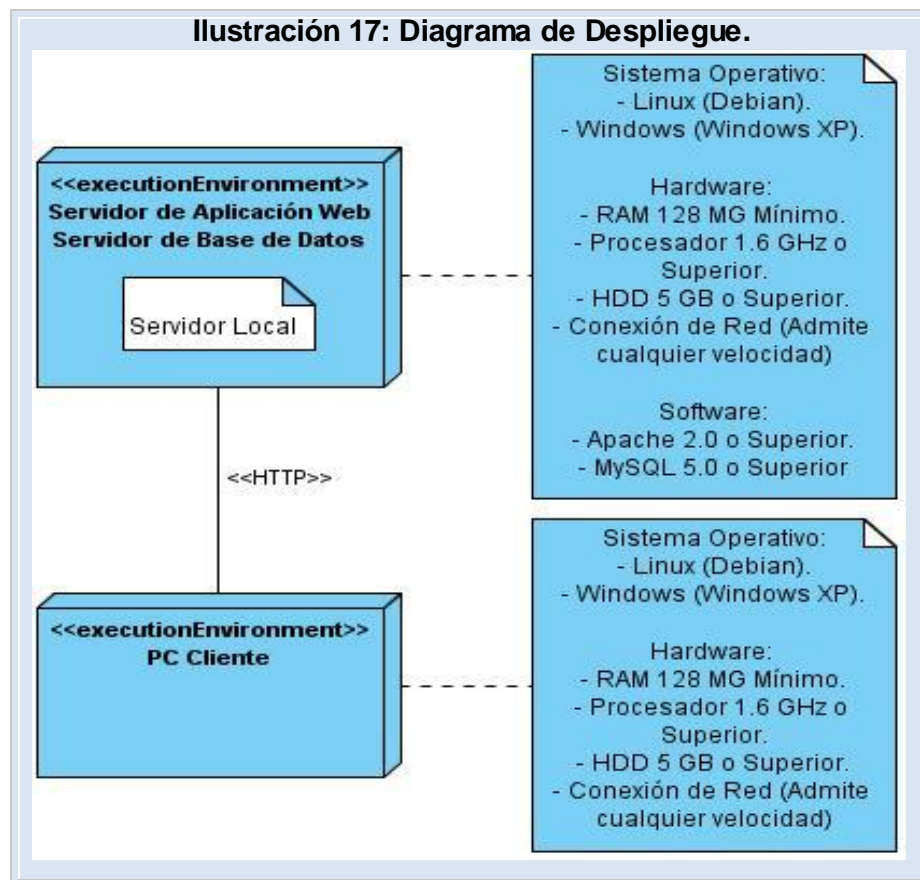 Ilustración 17: Diagrama de Despliegue.
<<executionEnvironment>>
Servidor de Aplicación Web
Servidor de Base de Datos
Servidor Local
Sistema Operativo:
- Linux (Debian).
- Windows (Windows XP).
Hardware:
- RAM 128 MG Mínimo.
- Procesador 1.6 GHz o
Superior.
- HDD 5 GB o Superior.
- Conexión de Red (Admite
cualquier velocidad)
Software:
- Apache 2.0 o Superior.
- MySQL 5.0 o Superior
<<HTTP>>
<<executionEnvironment>>
PC Cliente
Sistema Operativo:
- Linux (Debian).
- Windows (Windows XP).
Hardware:
- RAM 128 MG Mínimo.
- Procesador 1.6 GHz o
Superior.
- HDD 5 GB o Superior.
- Conexión de Red (Admite
cualquier velocidad)